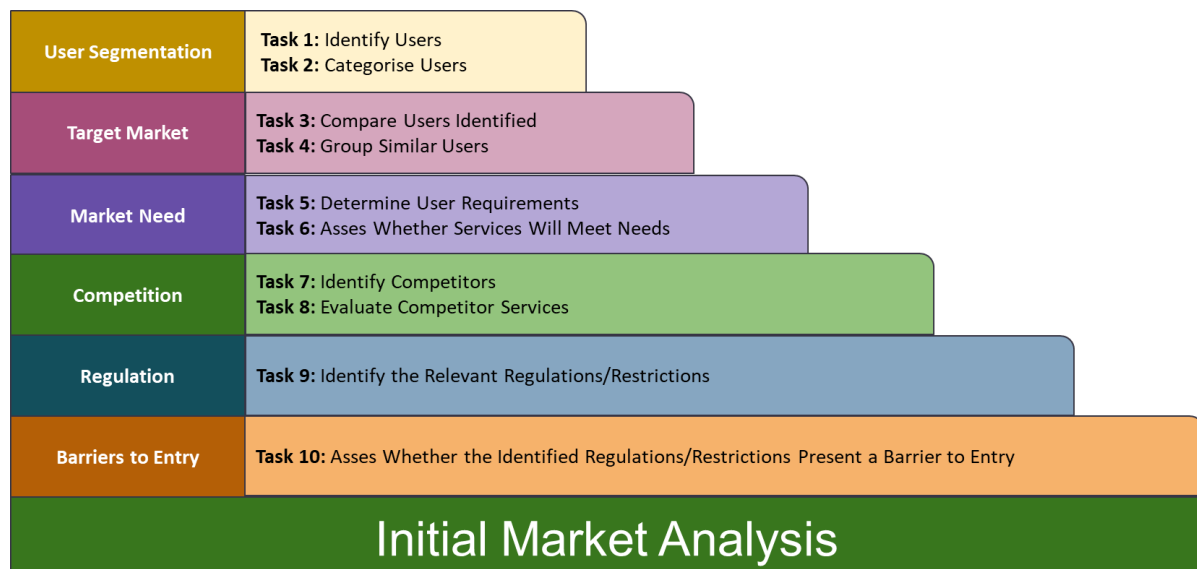 User Segmentation
Task 1: Identify Users
Task 2: Categorise Users
Target Market
Task 3: Compare Users Identified
Task 4: Group Similar Users
Market Need
Task 5: Determine User Requirements
Task 6: Asses Whether Services Will Meet Needs
Competition
Task 7: Identify Competitors
Task 8: Evaluate Competitor Services
Regulation
Task 9: Identify the Relevant Regulations/Restrictions
Barriers to Entry
Task 10: Asses Whether the Identified Regulations/Restrictions Present a Barrier to Entry
Initial Market Analysis